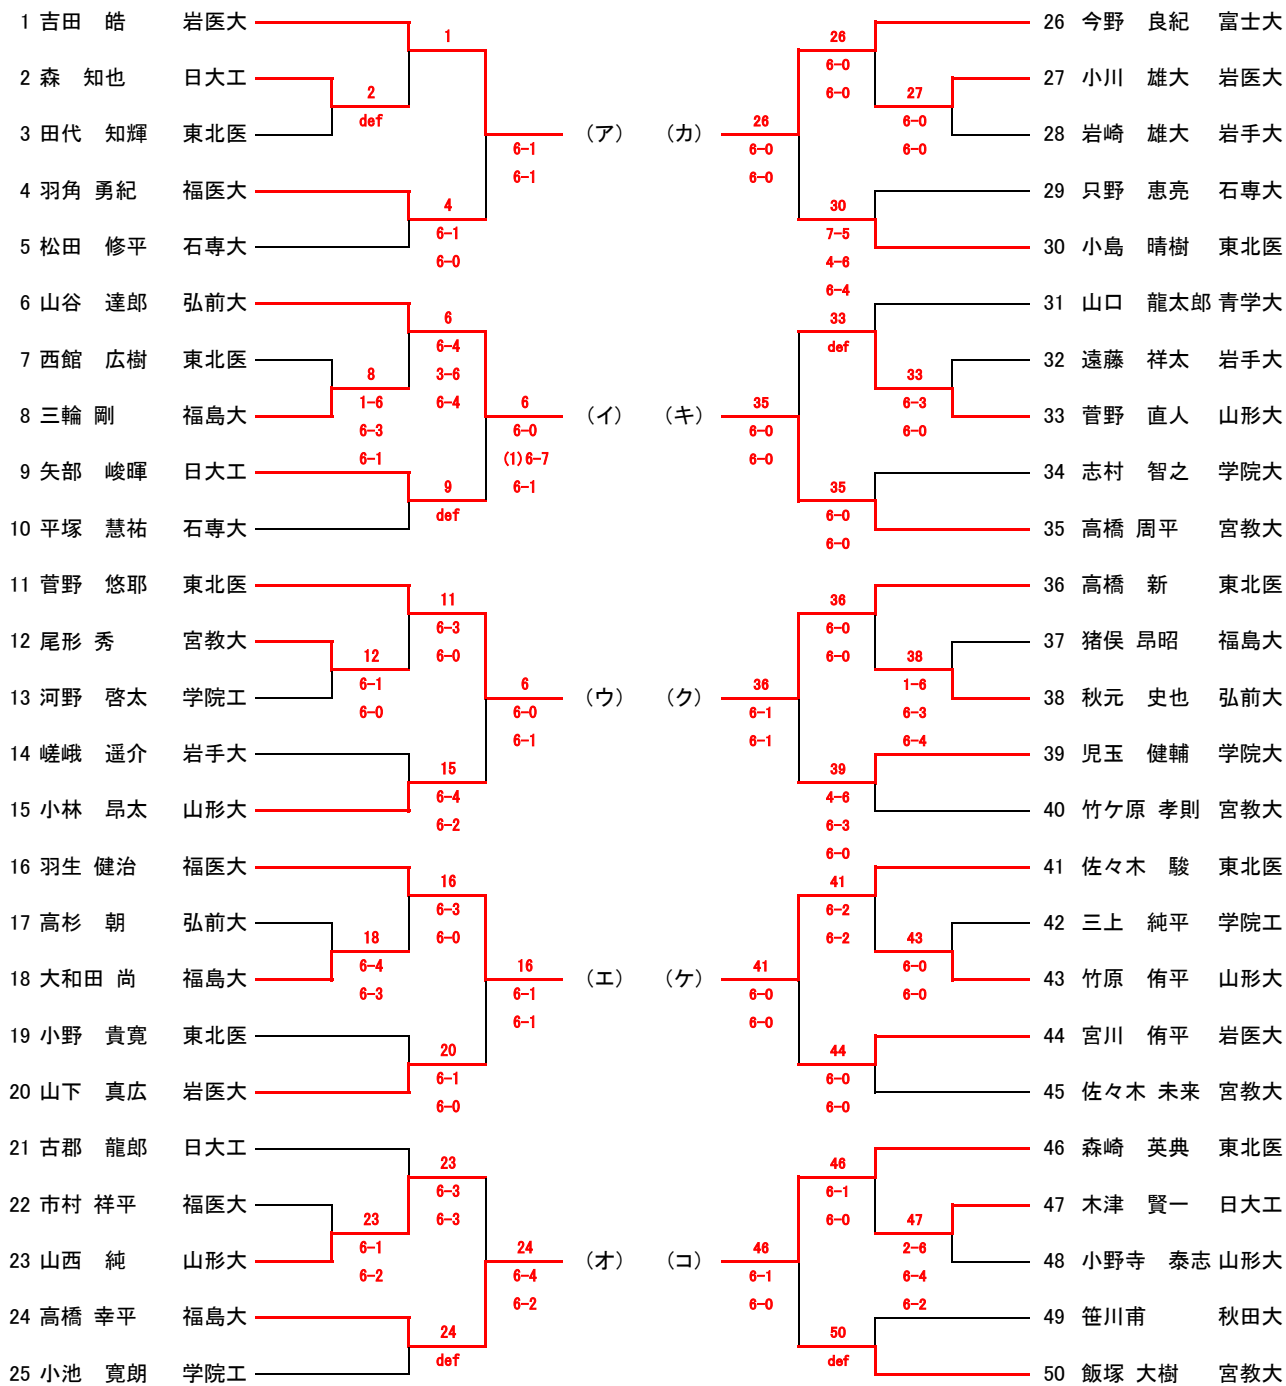 1 吉田　皓　岩医大
1
2 森　知也　日大工
2
def
3 田代　知輝　東北医
(ア)
6-1
6-1
4 羽角 勇紀　福医大
4
6-1
6-0
5 松田　修平　石専大
6 山谷　達郎　弘前大
6
6-4
3-6
6-4
7 西館　広樹　東北医
8
1-6
6-3
6-1
8 三輪 剛　福島大
6
6-0
(1)6-7
6-1
(イ)
9 矢部　峻暉　日大工
9
def
10 平塚　慧祐　石専大
11 菅野　悠耶　東北医
11
6-3
6-0
12 尾形 秀　宮教大
12
6-1
6-0
13 河野　啓太　学院工
6
6-0
6-1
(ウ)
14 嵯峨　遥介　岩手大
15
6-4
6-2
15 小林　昂太　山形大
16 羽生 健治　福医大
16
6-3
6-0
17 高杉　朝　弘前大
18
6-4
6-3
18 大和田 尚　福島大
16
6-1
6-1
(エ)
19 小野　貴寛　東北医
20
6-1
6-0
20 山下　真広　岩医大
21 古郡　龍郎　日大工
23
6-3
6-3
22 市村 祥平　福医大
23
6-1
6-2
23 山西　純　山形大
24
6-4
6-2
(オ)
24 高橋 幸平　福島大
24
def
25 小池　寛朗　学院工
26 今野　良紀　富士大
26
6-0
6-0
27 小川　雄大　岩医大
27
6-0
6-0
28 岩崎　雄大　岩手大
(カ)
26
6-0
6-0
29 只野　恵亮　石専大
30
7-5
4-6
6-4
30 小島　晴樹　東北医
31 山口　龍太郎 青学大
33
def
32 遠藤　祥太　岩手大
33
6-3
6-0
33 菅野　直人　山形大
(キ)
35
6-0
6-0
34 志村　智之　学院大
35
6-0
6-0
35 高橋 周平　宮教大
36 高橋　新　東北医
36
6-0
6-0
37 猪俣 昂昭　福島大
38
1-6
6-3
6-4
38 秋元　史也　弘前大
(ク)
36
6-1
6-1
39 児玉　健輔　学院大
39
4-6
6-3
6-0
40 竹ケ原 孝則　宮教大
41 佐々木　駿　東北医
41
6-2
6-2
42 三上　純平　学院工
43
6-0
6-0
43 竹原　侑平　山形大
(ケ)
41
6-0
6-0
44 宮川　侑平　岩医大
44
6-0
6-0
45 佐々木 未来　宮教大
46 森崎　英典　東北医
46
6-1
6-0
47 木津　賢一　日大工
47
2-6
6-4
6-2
48 小野寺　泰志 山形大
(コ)
46
6-1
6-0
49 笹川甫　秋田大
50
def
50 飯塚 大樹　宮教大